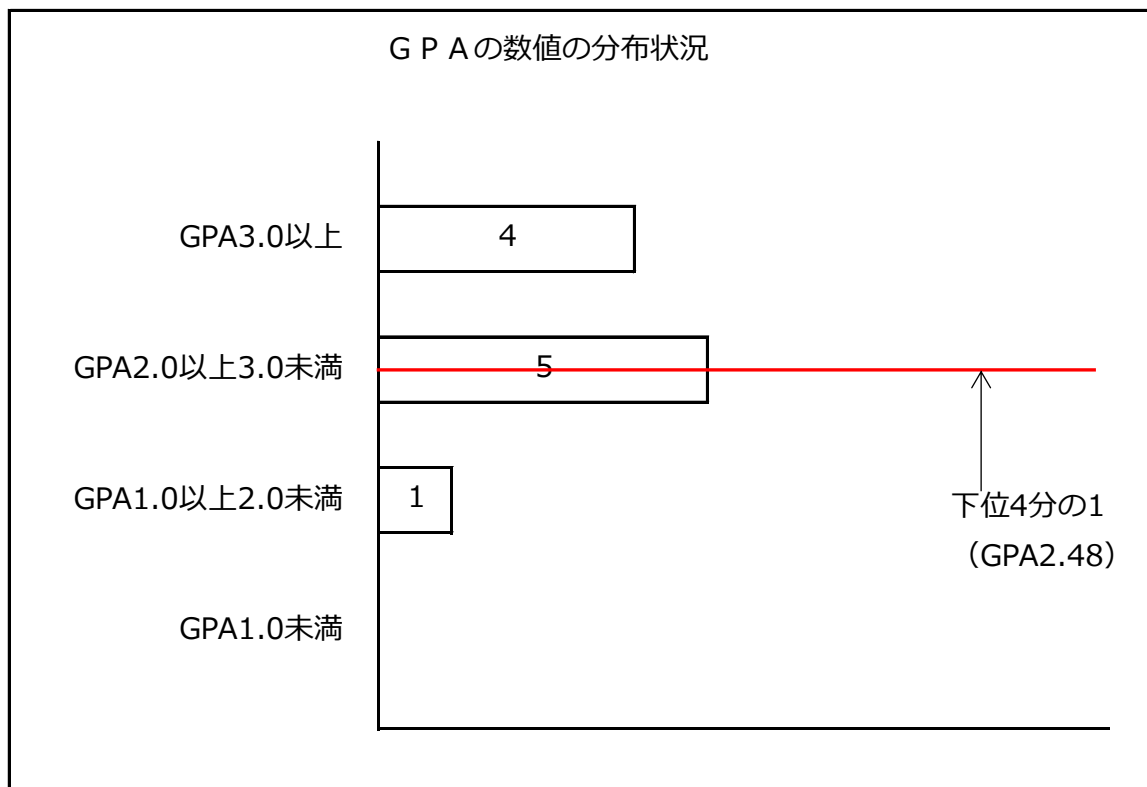 ＧＰＡの数値の分布状況
GPA3.0以上
4
GPA2.0以上3.0未満
5
GPA1.0以上2.0未満
1
下位4分の1
（GPA2.48）
GPA1.0未満